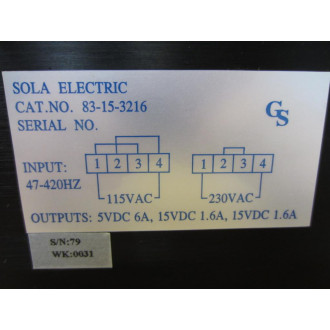 SOLA ELECTRIC
CAT.NO. 83-15-3216
SERIAL NO.
GS
INPUT: 1 2 3 4 1 2 3 4
47-420HZ
115VAC 230VAC
OUTPUTS: 5VDC 6A, 15VDC 1.6A, 15VDC 1.6A
S/N:79
WK:0031